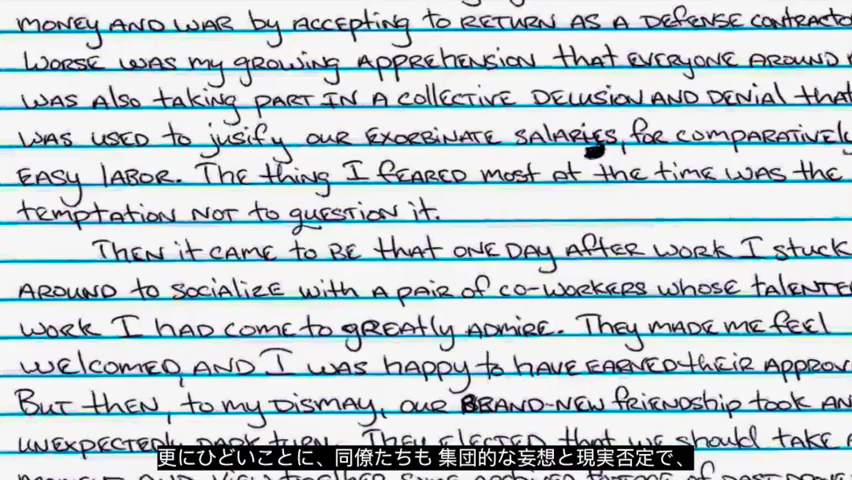 MONEY AND WAR BY ACCEPTING TO RETURN AS A DEFENSE CONTRACTO
WORSE WAS MY GROWING APPREHENSION THAT EVERYONE AROUND
WAS ALSO TAKING PART IN A COLLECTIVE DELUSION AND DENIAL THAT
WAS USED TO JUSIFY OUR EXORBINATE SALARIES, FOR COMPARATIVELY
EASY LABOR. THE THING I FEARED MOST AT THE TIME WAS THE
TEMPTATION NOT TO QUESTION IT.
THEN IT CAME TO BE THAT ONE DAY AFTER WORK I STUCK
AROUND TO SOCIALIZE WITH A PAIR OF CO-WORKERS WHOSE TALENTE
WORK I HAD COME TO GREATLY ADMIRE. THEY MADE ME FEEL
WELCOMED, AND I WAS HAPPY TO HAVE EARNED THEIR APPROV
BUT THEN, TO MY DISMAY, OUR BRAND-NEW FRIENDSHIP TOOK AN
UNEXPECTEDLY DARK TURN. THEY ELECTED THAT WE SHOULD TAKE A
更にひどいことに、同僚たちも 集団的な妄想と現実否定で、